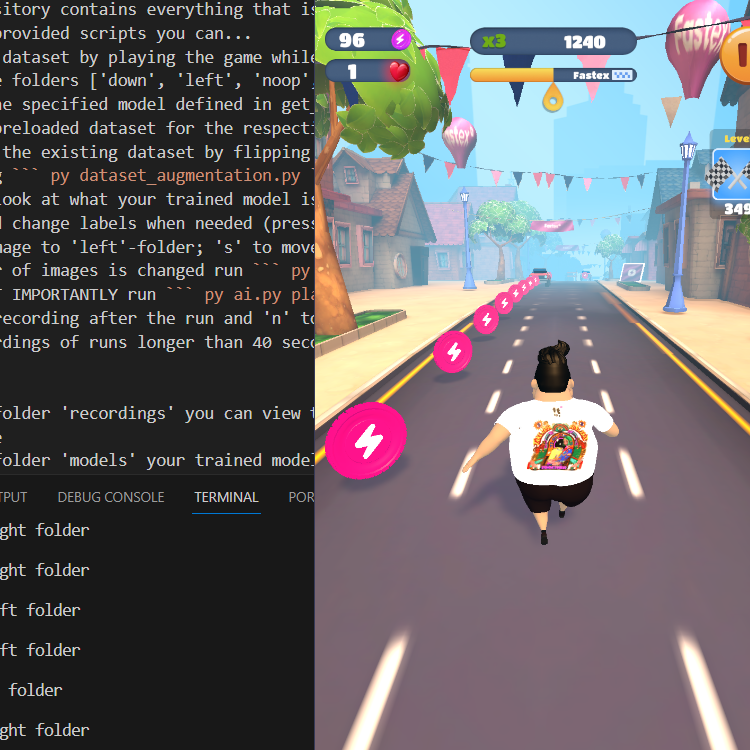 sitory contains everything that is
provided scripts you can...
dataset by playing the game while
e folders ['down', 'left', 'noop',
he specified model defined in get_
preloaded dataset for the respecti
the existing dataset by flipping
g ``` py dataset_augmentation.py `
look at what your trained model is
d change labels when needed (press
mage to 'left'-folder; 's' to move
r of images is changed run ``` py
T IMPORTANTLY run ``` py ai.py pla
recording after the run and 'n' to
rdings of runs longer than 40 seco
folder 'recordings' you can view t
e
folder 'models' your trained model
TPUT DEBUG CONSOLE TERMINAL POR
ght folder
ght folder
ft folder
ft folder
folder
ght folder
96
x3 1240
1
Fastex
Fastex
Leve
349